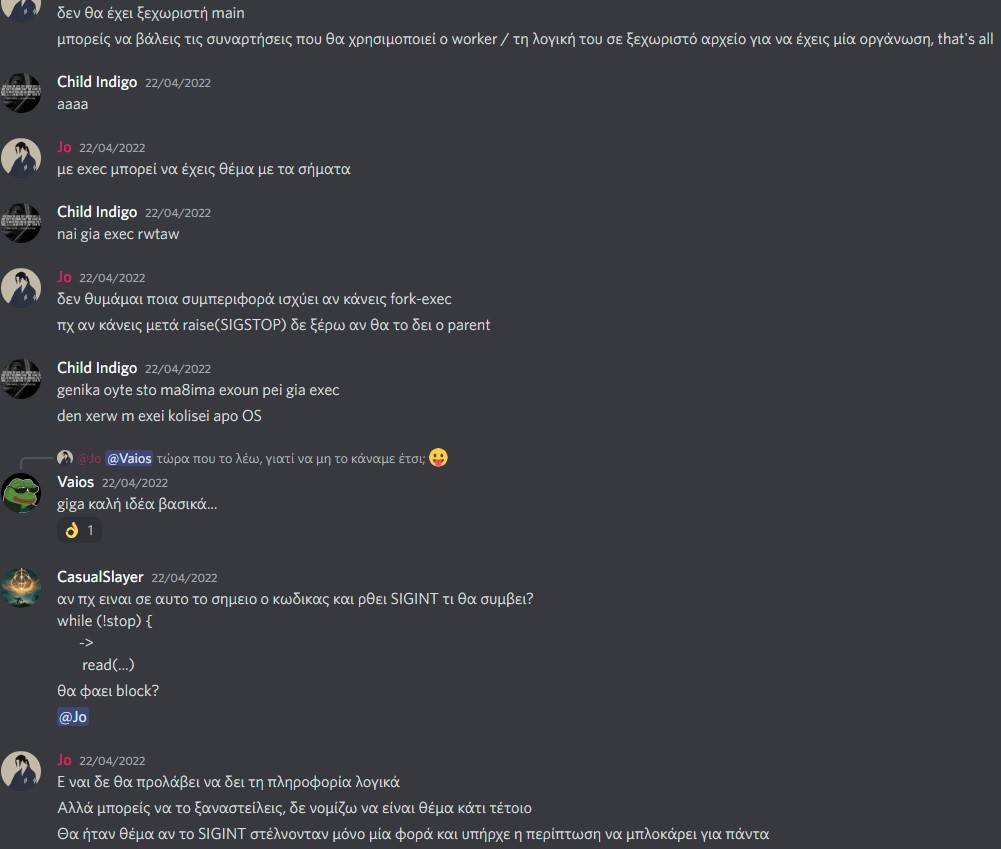 δεν θα έχει ξεχωριστή main
μπορείς να βάλεις τις συναρτήσεις που θα χρησιμοποιεί ο worker / τη λογική του σε ξεχωριστό αρχείο για να έχεις μία οργάνωση, that's all
Child Indigo 22/04/2022
aaaa
Jo 22/04/2022
με exec μπορεί να έχεις θέμα με τα σήματα
Child Indigo 22/04/2022
nai gia exec rwtaw
Jo 22/04/2022
δεν θυμάμαι ποια συμπεριφορά ισχύει αν κάνεις fork-exec
πχ αν κάνεις μετά raise(SIGSTOP) δε ξέρω αν θα το δει ο parent
Child Indigo 22/04/2022
genika oyte sto ma8ima exoun pei gia exec
den xerw m exei kolisei apo OS
@Jo @Vaios τώρα που το λέω, γιατί να μη το κάναμε έτσι; 😛
Vaios 22/04/2022
giga καλή ιδέα βασικά...
👌 1
CasualSlayer 22/04/2022
αν πχ ειναι σε αυτο το σημειο ο κωδικας και ρθει SIGINT τι θα συμβει?
while (!stop) {
->
read(...)
θα φαει block?
@Jo
Jo 22/04/2022
Ε ναι δε θα προλάβει να δει τη πληροφορία λογικά
Αλλά μπορείς να το ξαναστείλεις, δε νομίζω να είναι θέμα κάτι τέτοιο
Θα ήταν θέμα αν το SIGINT στέλνονταν μόνο μία φορά και υπήρχε η περίπτωση να μπλοκάρει για πάντα